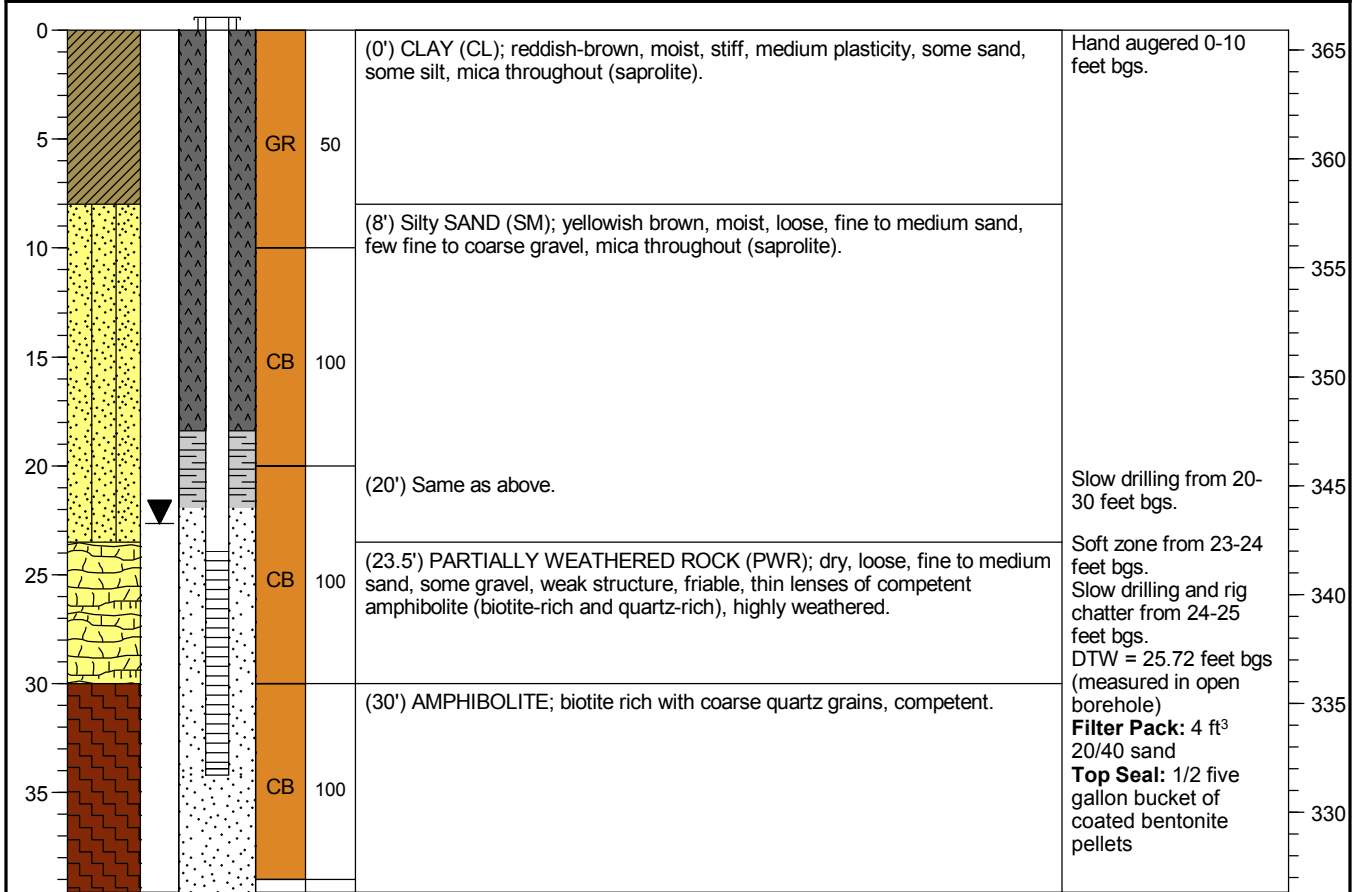 0
5
10
15
20
25
30
35
GR
50
CB
100
CB
100
CB
100
(0') CLAY (CL); reddish-brown, moist, stiff, medium plasticity, some sand,
some silt, mica throughout (saprolite).
(8') Silty SAND (SM); yellowish brown, moist, loose, fine to medium sand,
few fine to coarse gravel, mica throughout (saprolite).
(20') Same as above.
(23.5') PARTIALLY WEATHERED ROCK (PWR); dry, loose, fine to medium
sand, some gravel, weak structure, friable, thin lenses of competent
amphibolite (biotite-rich and quartz-rich), highly weathered.
(30') AMPHIBOLITE; biotite rich with coarse quartz grains, competent.
Hand augered 0-10
feet bgs.
Slow drilling from 20-
30 feet bgs.
Soft zone from 23-24
feet bgs.
Slow drilling and rig
chatter from 24-25
feet bgs.
DTW = 25.72 feet bgs
(measured in open
borehole)
Filter Pack: 4 ft³
20/40 sand
Top Seal: 1/2 five
gallon bucket of
coated bentonite
pellets
365
360
355
350
345
340
335
330